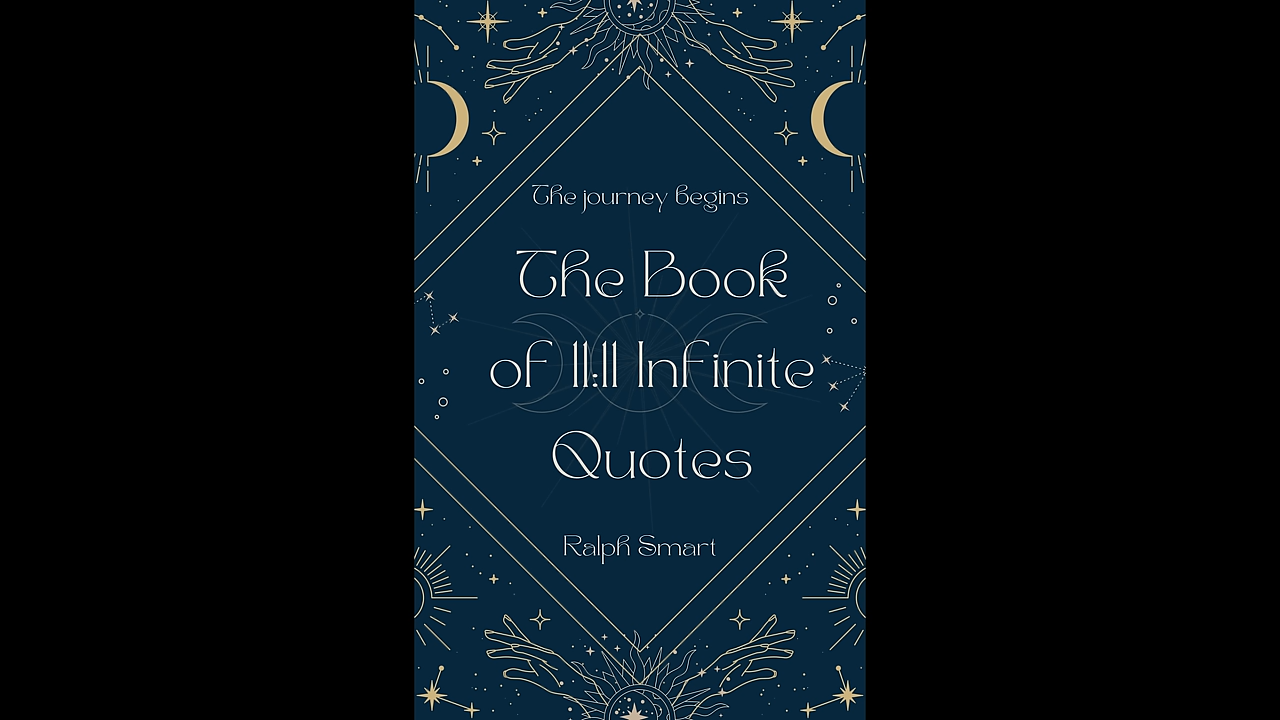 The journey begins
The Book
of 11:11 Infinite
Quotes
Ralph Smart